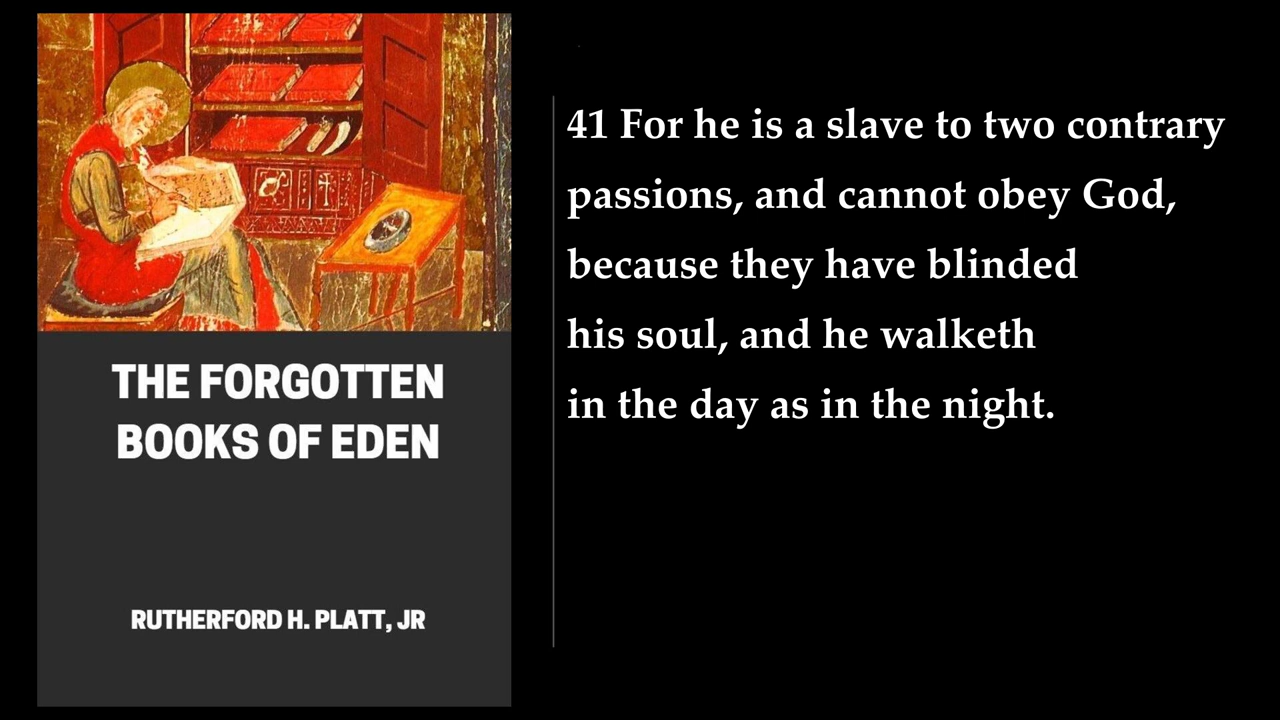 THE FORGOTTEN
BOOKS OF EDEN
RUTHERFORD H. PLATT, JR
41 For he is a slave to two contrary
passions, and cannot obey God,
because they have blinded
his soul, and he walketh
in the day as in the night.